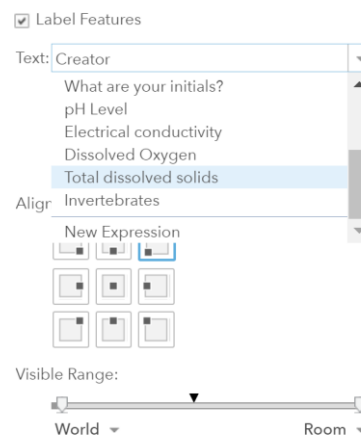 Label Features
Text: Creator
What are your initials?
pH Level
Electrical conductivity
Dissolved Oxygen
Total dissolved solids
Invertebrates
Align
New Expression
Visible Range:
World Room